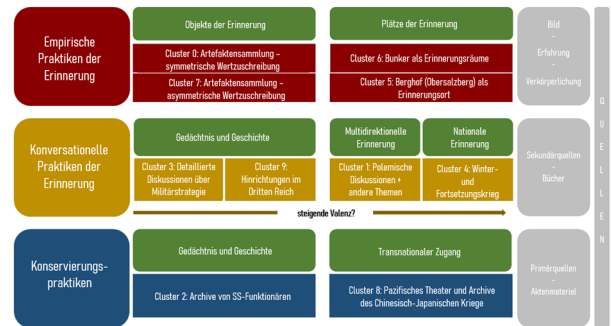 Empirische
Praktiken der
Erinnerung
Objekte der Erinnerung
Cluster 0: Artefaktensammlung –
symmetrische Wertzuschreibung
Cluster 7: Artefaktensammlung –
asymmetrische Wertzuschreibung
Plätze der Erinnerung
Cluster 6: Bunker als Erinnerungsräume
Cluster 5: Berghof (Obersalzberg) als
Erinnerungsort
Bild
-
Erfahrung
-
Verkörperlichung
Konversationelle
Praktiken der
Erinnerung
Gedächtnis und Geschichte
Cluster 3: Detaillierte
Diskussionen über
Militärstrategie
Cluster 9:
Hinrichtungen im
Dritten Reich
Multidirektionelle
Erinnerung
Cluster 1: Polemische
Diskussionen +
andere Themen
Nationale
Erinnerung
Cluster 4: Winter-
und
Fortsetzungskrieg
Sekundärquellen
-
Bücher
steigende Valenz?
Konservierungs-
praktiken
Gedächtnis und Geschichte
Cluster 2: Archive von SS-Funktionären
Transnationaler Zugang
Cluster 8: Pazifisches Theater und Archive
des Chinesisch-Japanischen Kriege
Primärquellen
-
Aktenmateriel
QUELLEN